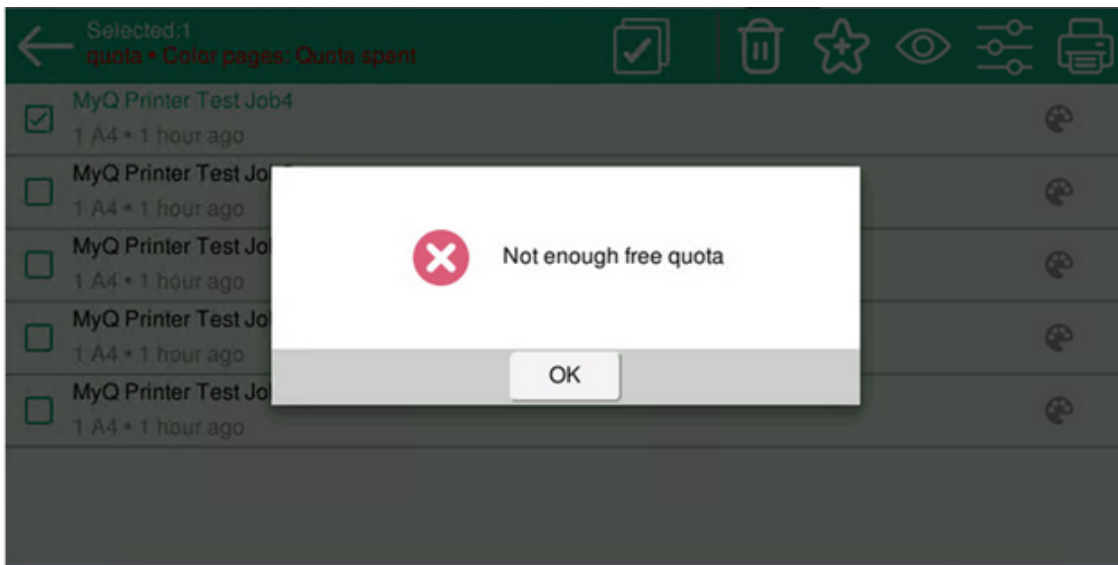 Selected:1
quota • Color pages: Quota spent
MyQ Printer Test Job4
1 A4 • 1 hour ago
MyQ Printer Test Jo
1 A4 • 1 hour ago
MyQ Printer Test Jo
1 A4 • 1 hour ago
MyQ Printer Test Jo
1 A4 • 1 hour ago
MyQ Printer Test Jo
1 A4 • 1 hour ago
Not enough free quota
OK